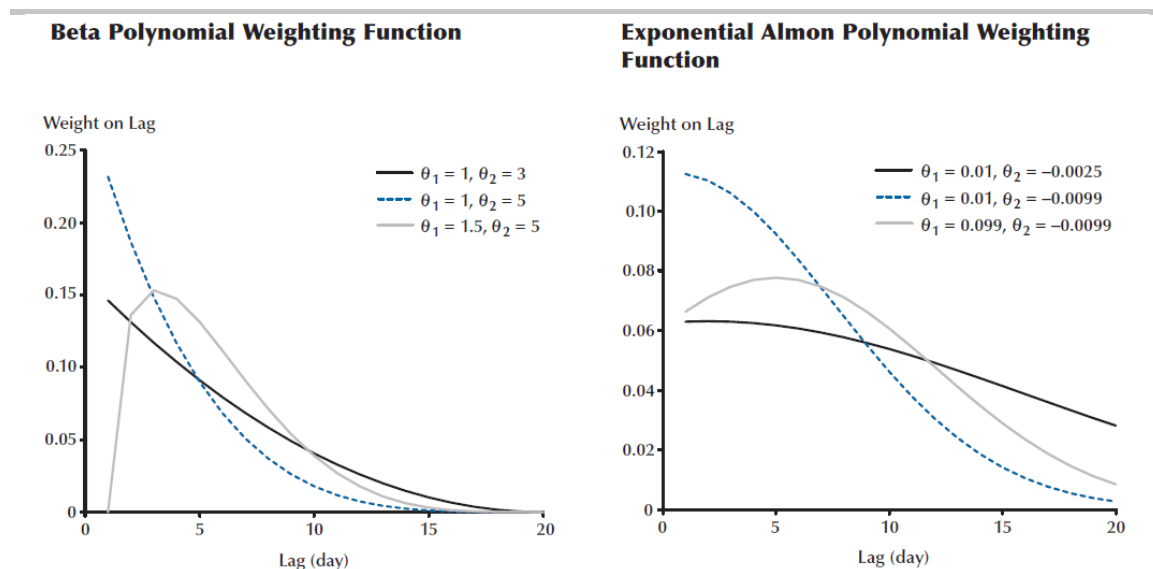 Beta Polynomial Weighting Function
Weight on Lag
0.25
0.20
0.15
0.10
0.05
0
0
5
10
15
20
Lag (day)
θ1 = 1, θ2 = 3
θ1 = 1, θ2 = 5
θ1 = 1.5, θ2 = 5
Exponential Almon Polynomial Weighting
Function
Weight on Lag
0.12
0.10
0.08
0.06
0.04
0.02
0
0
5
10
15
20
Lag (day)
θ1 = 0.01, θ2 = –0.0025
θ1 = 0.01, θ2 = –0.0099
θ1 = 0.099, θ2 = –0.0099